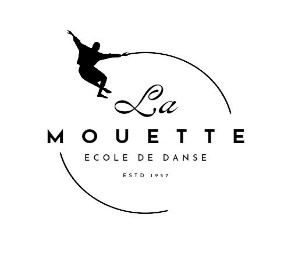 La
MOUETTE
ECOLE DE DANSE
ESTD 1957